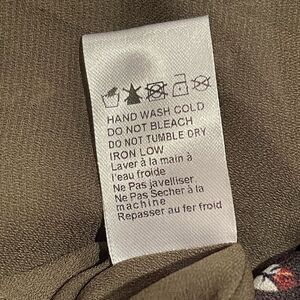 HAND WASH COLD
DO NOT BLEACH
DO NOT TUMBLE DRY
IRON LOW
Laver à la main à
l'eau froide
Ne Pas javelliser
Ne Pas Secher à la
machine
Repasser au fer froid